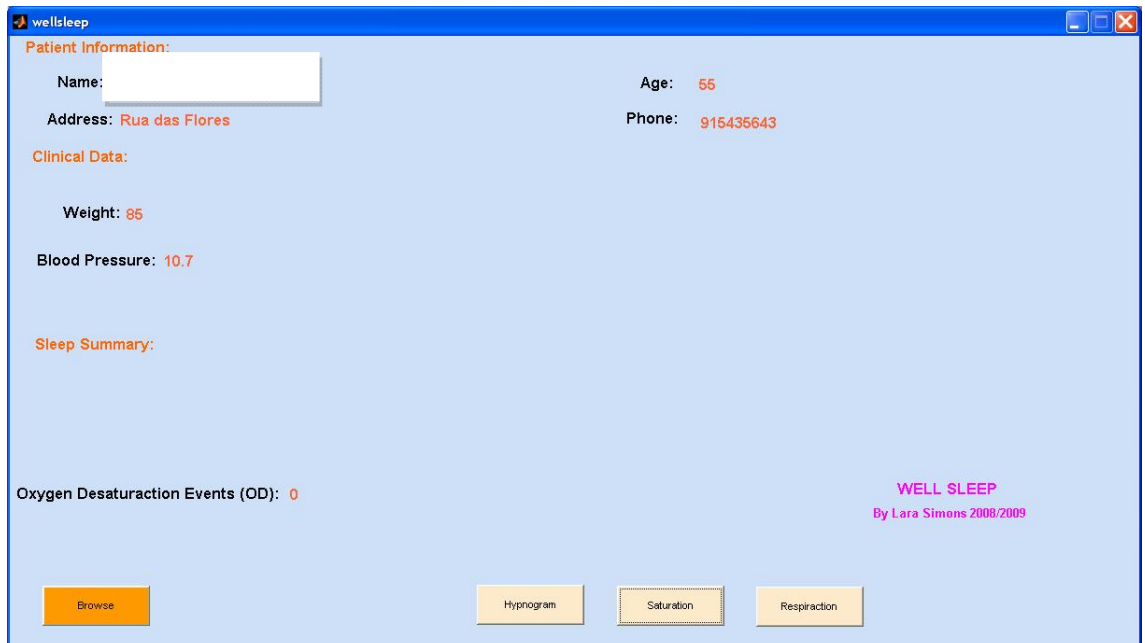 wellsleep
Patient Information:
Name:
Age: 55
Address: Rua das Flores
Phone: 915435643
Clinical Data:
Weight: 85
Blood Pressure: 10.7
Sleep Summary:
Oxygen Desaturaction Events (OD): 0
WELL SLEEP
By Lara Simons 2008/2009
Browse
Hypnogram
Saturation
Respiraction